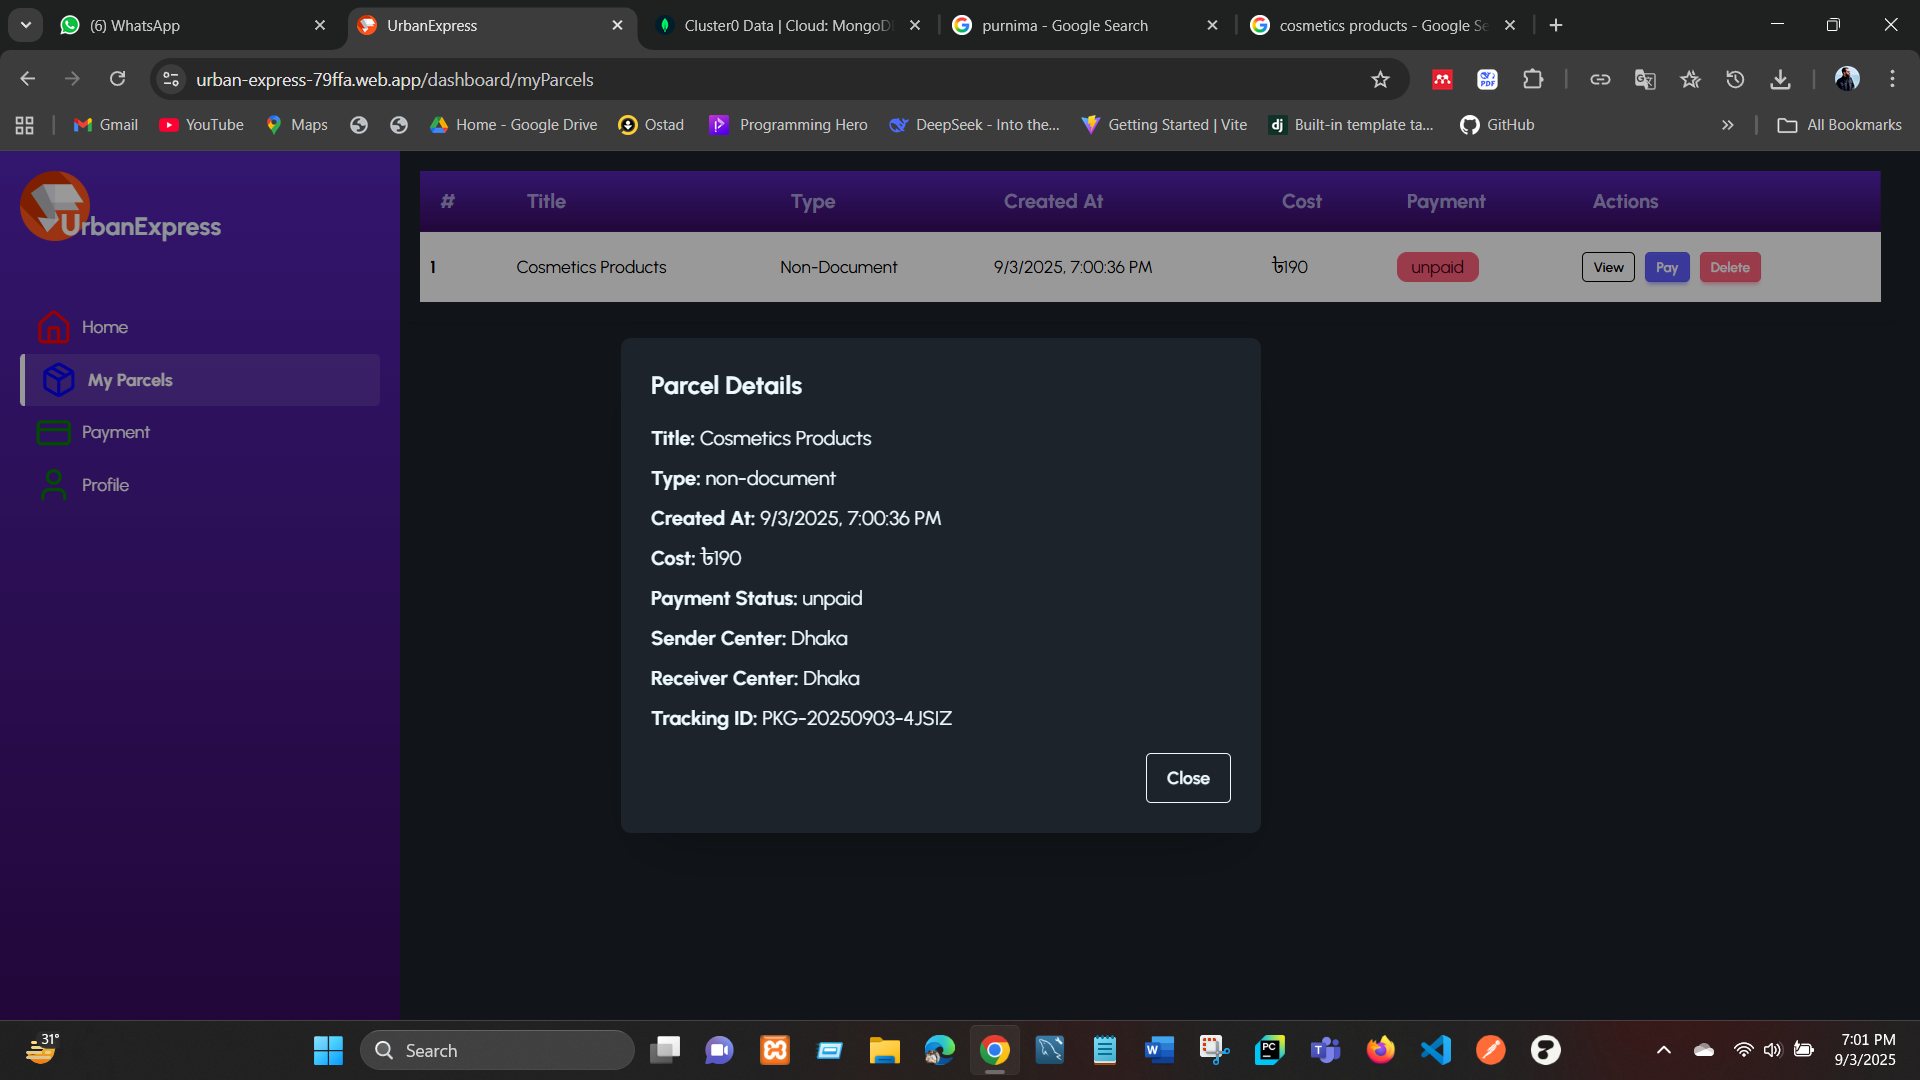 (6) WhatsApp
UrbanExpress
Cluster0 Data | Cloud: MongoD
purnima - Google Search
cosmetics products - Google Se
urban-express-79ffa.web.app/dashboard/myParcels
Gmail
YouTube
Maps
Home - Google Drive
Ostad
Programming Hero
DeepSeek - Into the...
Getting Started | Vite
Built-in template ta...
GitHub
All Bookmarks
UrbanExpress
Home
My Parcels
Payment
Profile
# Title Type Created At Cost Payment Actions
1 Cosmetics Products Non-Document 9/3/2025, 7:00:36 PM ৳190 unpaid View Pay Delete
Parcel Details
Title: Cosmetics Products
Type: non-document
Created At: 9/3/2025, 7:00:36 PM
Cost: ৳190
Payment Status: unpaid
Sender Center: Dhaka
Receiver Center: Dhaka
Tracking ID: PKG-20250903-4JSIZ
Close
31°
Search
7:01 PM
9/3/2025